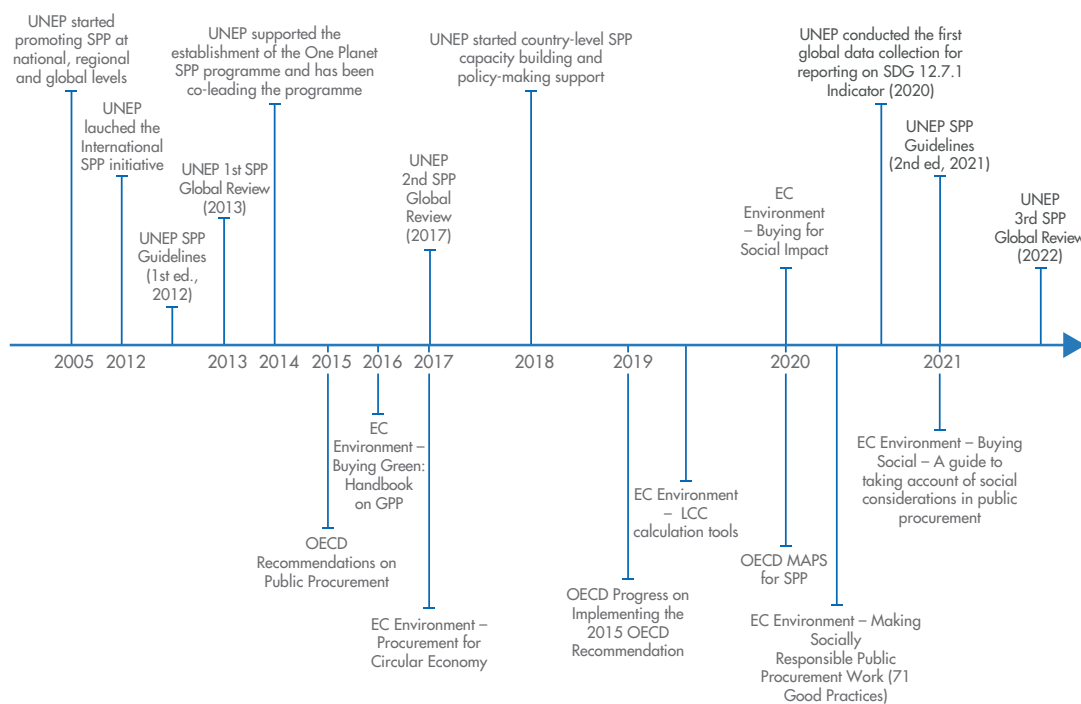 UNEP started
promoting SPP at
national, regional
and global levels
UNEP
lauched the
International
SPP initiative
UNEP SPP
Guidelines
(1st ed.,
2012)
UNEP 1st SPP
Global Review
(2013)
UNEP supported the
establishment of the One Planet
SPP programme and has been
co-leading the programme
UNEP
2nd SPP
Global
Review
(2017)
UNEP started country-level SPP
capacity building and
policy-making support
EC
Environment
– Buying for
Social Impact
UNEP conducted the first
global data collection for
reporting on SDG 12.7.1
Indicator (2020)
UNEP SPP
Guidelines
(2nd ed, 2021)
UNEP
3rd SPP
Global Review
(2022)
2005 2012 2013 2014 2015 2016 2017 2018 2019 2020 2021
OECD
Recommendations on
Public Procurement
EC
Environment –
Buying Green:
Handbook
on GPP
EC Environment –
Procurement for
Circular Economy
OECD Progress on
Implementing the
2015 OECD
Recommendation
EC Environment
– LCC
calculation tools
OECD MAPS
for SPP
EC Environment – Making
Socially
Responsible Public
Procurement Work (71
Good Practices)
EC Environment – Buying
Social – A guide to
taking account of social
considerations in public
procurement